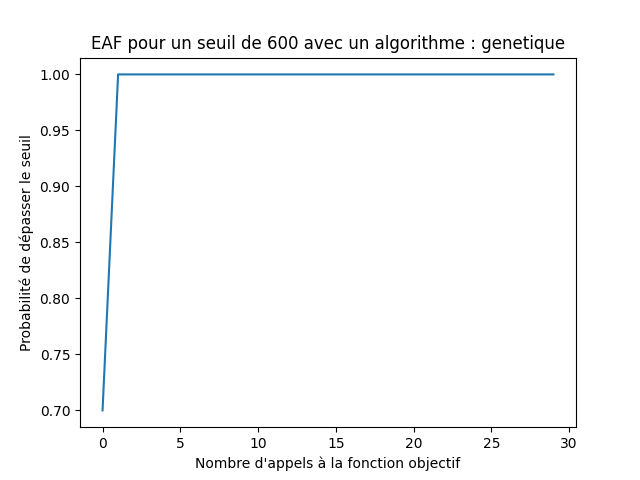 EAF pour un seuil de 600 avec un algorithme : genetique
Probabilité de dépasser le seuil
1.00
0.95
0.90
0.85
0.80
0.75
0.70
0 5 10 15 20 25 30
Nombre d'appels à la fonction objectif